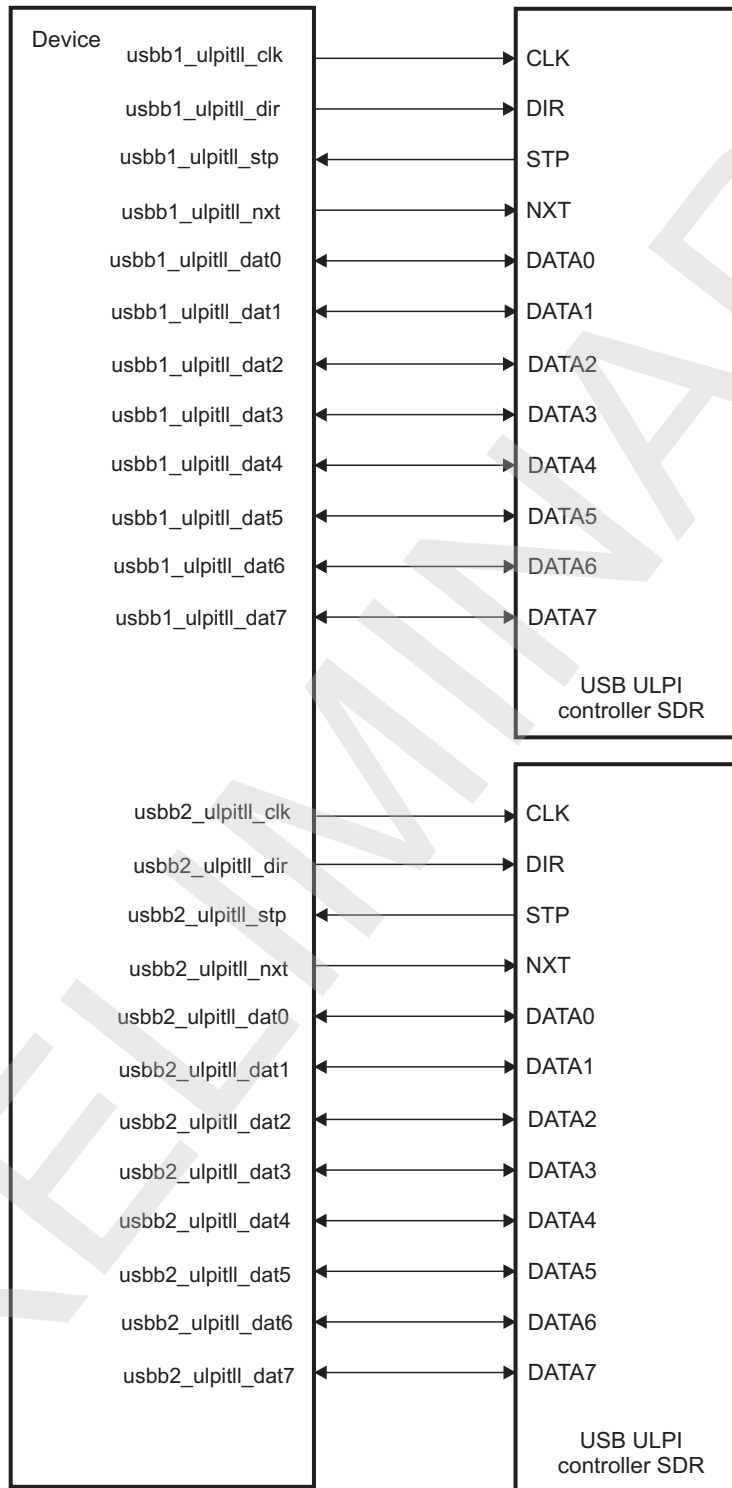 Device
usbb1_ulpitll_clk CLK
usbb1_ulpitll_dir DIR
usbb1_ulpitll_stp STP
usbb1_ulpitll_nxt NXT
usbb1_ulpitll_dat0 DATA0
usbb1_ulpitll_dat1 DATA1
usbb1_ulpitll_dat2 DATA2
usbb1_ulpitll_dat3 DATA3
usbb1_ulpitll_dat4 DATA4
usbb1_ulpitll_dat5 DATA5
usbb1_ulpitll_dat6 DATA6
usbb1_ulpitll_dat7 DATA7
USB ULPI
controller SDR
usbb2_ulpitll_clk CLK
usbb2_ulpitll_dir DIR
usbb2_ulpitll_stp STP
usbb2_ulpitll_nxt NXT
usbb2_ulpitll_dat0 DATA0
usbb2_ulpitll_dat1 DATA1
usbb2_ulpitll_dat2 DATA2
usbb2_ulpitll_dat3 DATA3
usbb2_ulpitll_dat4 DATA4
usbb2_ulpitll_dat5 DATA5
usbb2_ulpitll_dat6 DATA6
usbb2_ulpitll_dat7 DATA7
USB ULPI
controller SDR